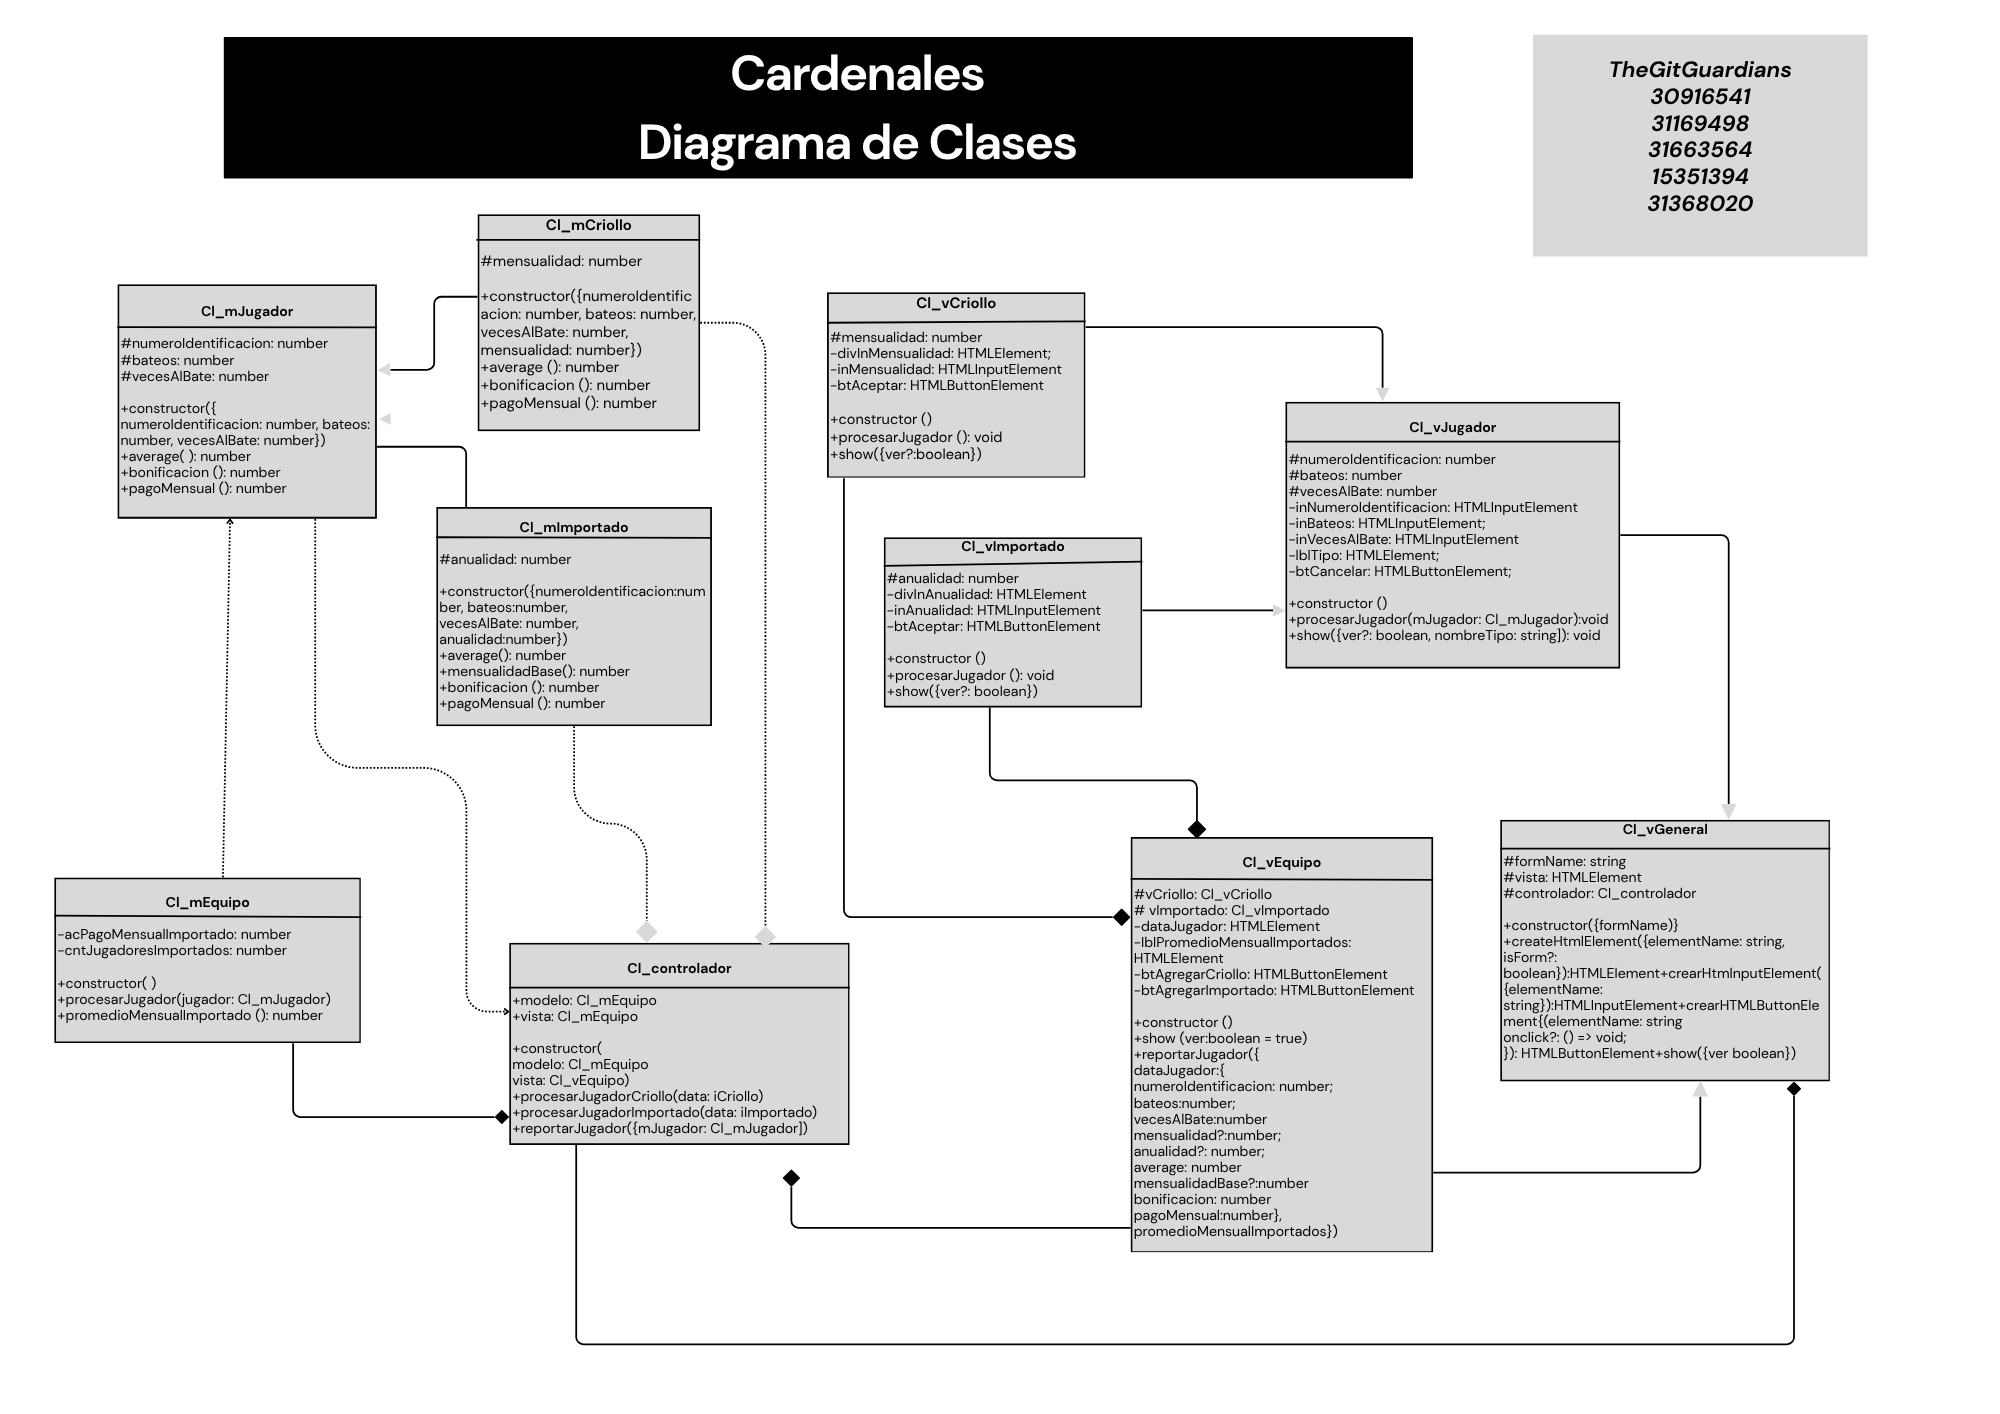 Cardenales
Diagrama de Clases
TheGitGuardians
30916541
31169498
31663564
15351394
31368020
Cl_mCriollo
#mensualidad: number
+constructor({numeroIdentific
acion: number, bateos: number,
vecesAlBate: number,
mensualidad: number})
+average (): number
+bonificacion (): number
+pagoMensual (): number
Cl_mJugador
#numeroIdentificacion: number
#bateos: number
#vecesAlBate: number
+constructor({
numeroIdentificacion: number, bateos:
number, vecesAlBate: number})
+average( ): number
+bonificacion (): number
+pagoMensual (): number
Cl_vCriollo
#mensualidad: number
-divInMensualidad: HTMLElement;
-inMensualidad: HTMLInputElement
-btAceptar: HTMLButtonElement
+constructor ()
+procesarJugador (): void
+show({ver?:boolean})
Cl_vJugador
#numeroIdentificacion: number
#bateos: number
#vecesAlBate: number
-inNumeroIdentificacion: HTMLInputElement
-inBateos: HTMLInputElement;
-inVecesAlBate: HTMLInputElement
-lblTipo: HTMLElement;
-btCancelar: HTMLButtonElement;
+constructor ()
+procesarJugador(mJugador: Cl_mJugador):void
+show({ver?: boolean, nombreTipo: string]): void
Cl_mImportado
#anualidad: number
+constructor({numeroIdentificacion:num
ber, bateos:number,
vecesAlBate: number,
anualidad:number})
+average(): number
+mensualidadBase(): number
+bonificacion (): number
+pagoMensual (): number
Cl_vImportado
#anualidad: number
-divInAnualidad: HTMLElement
-inAnualidad: HTMLInputElement
-btAceptar: HTMLButtonElement
+constructor ()
+procesarJugador (): void
+show({ver?: boolean})
Cl_mEquipo
-acPagoMensualImportado: number
-cntJugadoresImportados: number
+constructor( )
+procesarJugador(jugador: Cl_mJugador)
+promedioMensualImportado (): number
Cl_controlador
+modelo: Cl_mEquipo
+vista: Cl_mEquipo
+constructor(
modelo: Cl_mEquipo
vista: Cl_vEquipo)
+procesarJugadorCriollo(data: iCriollo)
+procesarJugadorImportado(data: iImportado)
+reportarJugador({mJugador: Cl_mJugador])
Cl_vEquipo
#vCriollo: Cl_vCriollo
# vImportado: Cl_vImportado
-dataJugador: HTMLElement
-lblPromedioMensualImportados:
HTMLElement
-btAgregarCriollo: HTMLButtonElement
-btAgregarImportado: HTMLButtonElement
+constructor ()
+show (ver:boolean = true)
+reportarJugador({
dataJugador:{
numeroIdentificacion: number;
bateos:number;
vecesAlBate:number
mensualidad?:number;
anualidad?: number;
average: number
mensualidadBase?:number
bonificacion: number
pagoMensual:number},
promedioMensualImportados})
Cl_vGeneral
#formName: string
#vista: HTMLElement
#controlador: Cl_controlador
+constructor({formName)}
+createHtmlElement({elementName: string,
isForm?:
boolean}):HTMLElement+crearHtmlnputElement(
{elementName:
string}):HTMLInputElement+crearHTMLButtonEle
ment{(elementName: string
onclick?: () => void;
}): HTMLButtonElement+show({ver boolean})